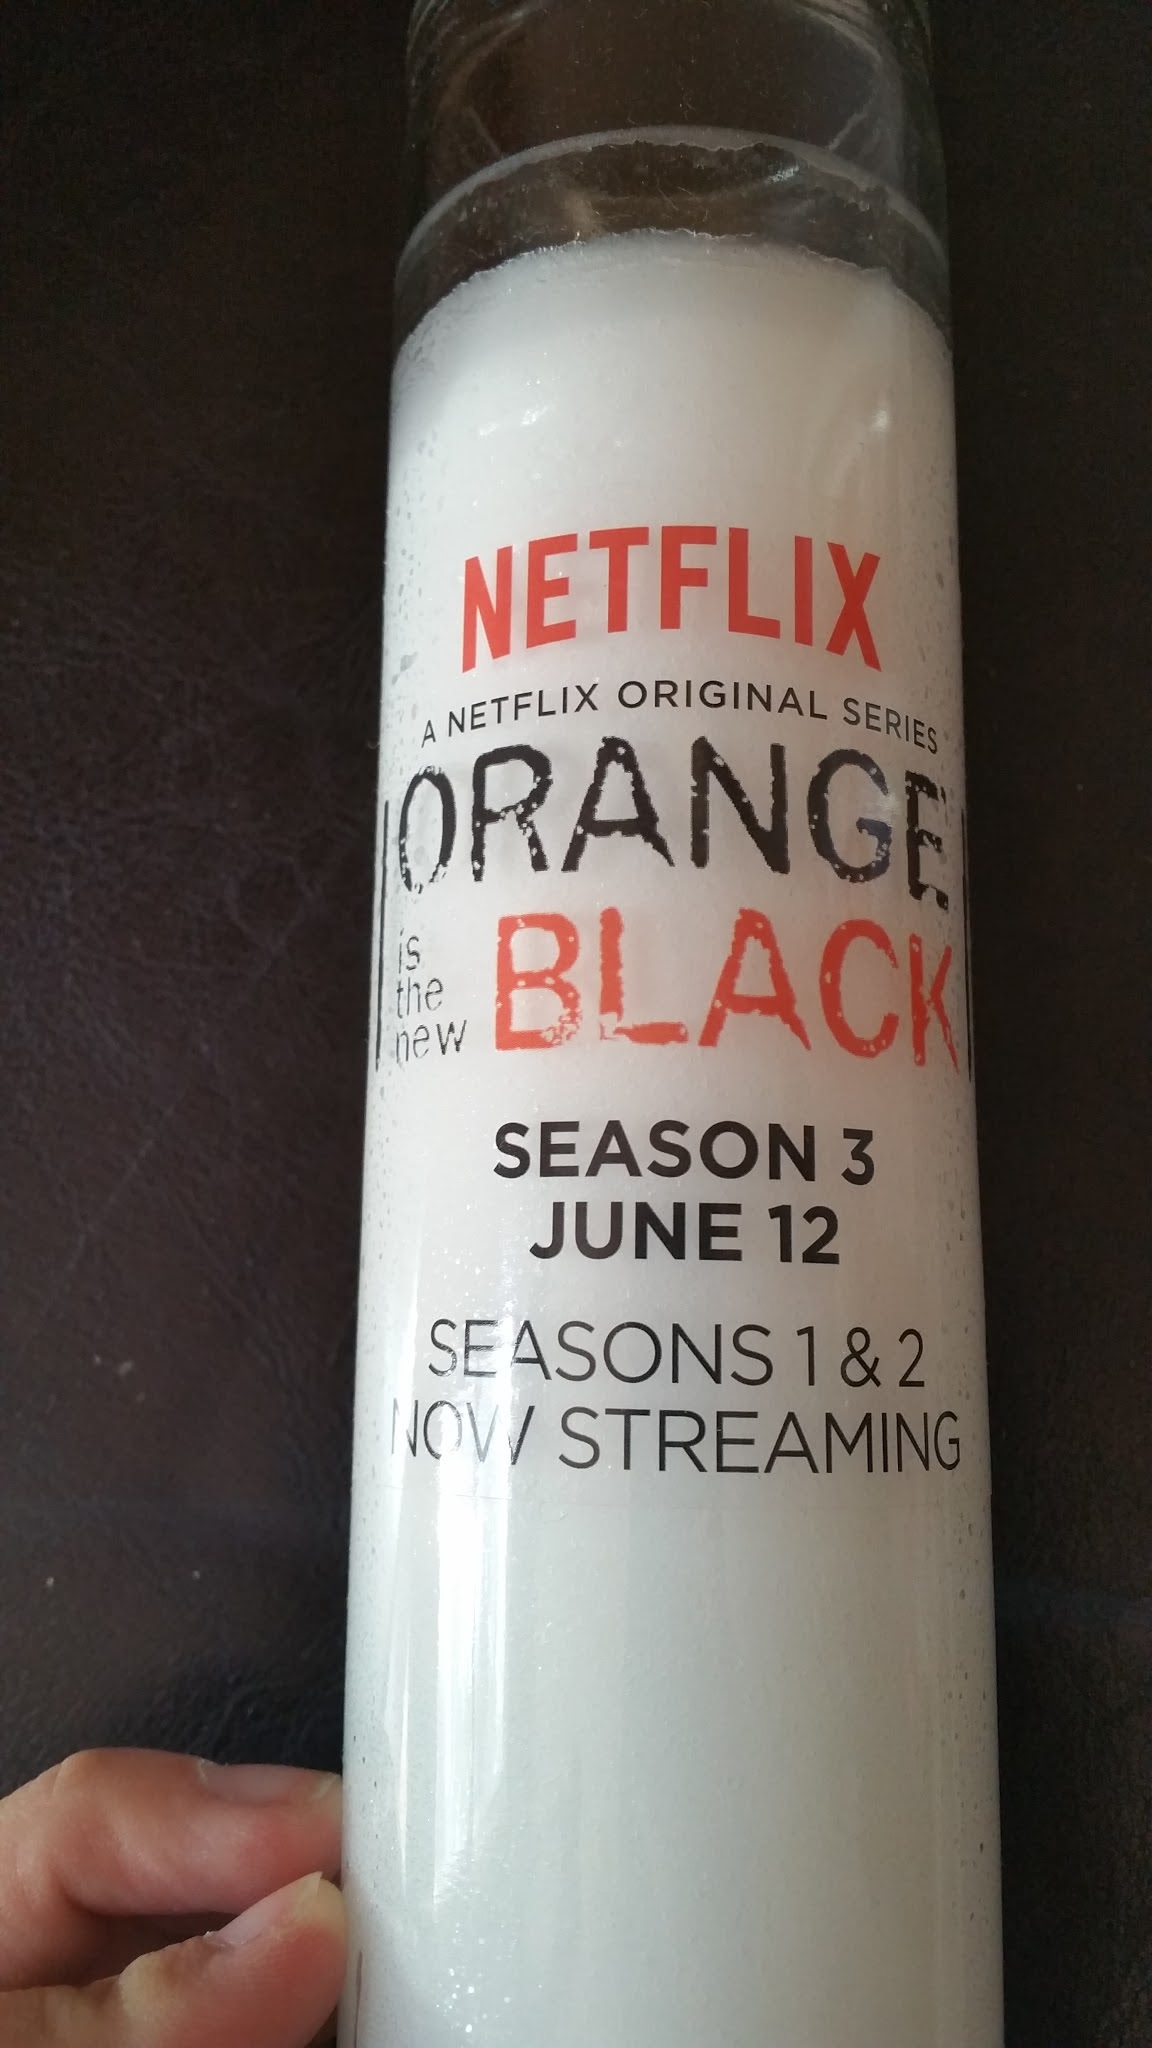 NETFLIX
A NETFLIX ORIGINAL SERIES
ORANGE
is
the
new BLACK
SEASON 3
JUNE 12
SEASONS 1 & 2
NOW STREAMING